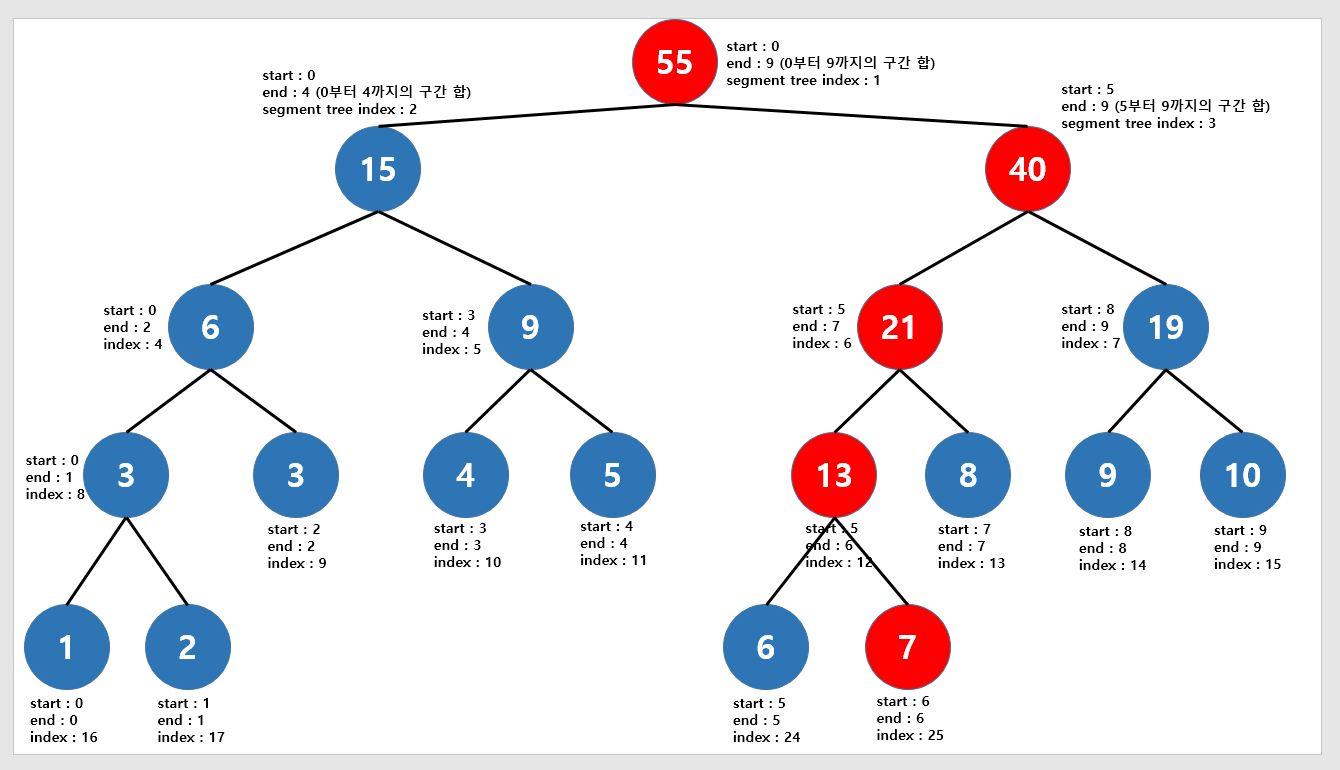 55
start : 0
end : 9 (0부터 9까지의 구간 합)
segment tree index : 1
start : 0
end : 4 (0부터 4까지의 구간 합)
segment tree index : 2
start : 5
end : 9 (5부터 9까지의 구간 합)
segment tree index : 3
15
40
start : 0
end : 2
index : 4
6
start : 3
end : 4
index : 5
9
start : 5
end : 7
index : 6
21
start : 8
end : 9
index : 7
19
start : 0
end : 1
index : 8
3
3
start : 2
end : 2
index : 9
4
start : 3
end : 3
index : 10
5
start : 4
end : 4
index : 11
13
start : 5
end : 6
index : 12
8
start : 7
end : 7
index : 13
9
start : 8
end : 8
index : 14
10
start : 9
end : 9
index : 15
1
start : 0
end : 0
index : 16
2
start : 1
end : 1
index : 17
6
start : 5
end : 5
index : 24
7
start : 6
end : 6
index : 25